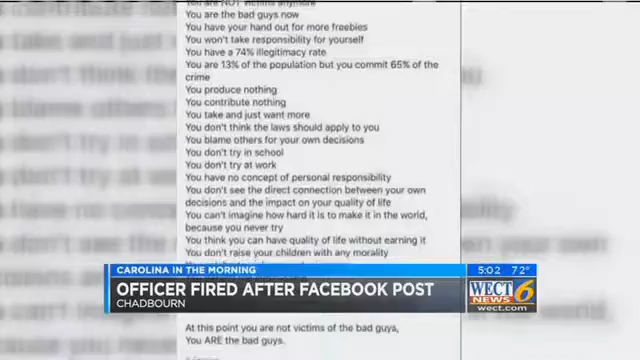 You are NOT victims anymore
You are the bad guys now
You have your hand out for more freebies
You won't take responsibility for yourself
You have a 74% illegitimacy rate
You are 13% of the population but you commit 65% of the
crime
You produce nothing
You contribute nothing
You take and just want more
You don't think the laws should apply to you
You blame others for your own decisions
You don't try in school
You don't try at work
You have no concept of personal responsibility
You don't see the direct connection between your own
decisions and the impact on your quality of life
You can't imagine how hard it is to make it in the world,
because you never try
You think you can have quality of life without earning it
You don't raise your children with any morality
CAROLINA IN THE MORNING
5:02 72°
OFFICER FIRED AFTER FACEBOOK POST
CHADBOURN
WECT 6
NEWS
wect.com
At this point you are not victims of the bad guys,
You ARE the bad guys.